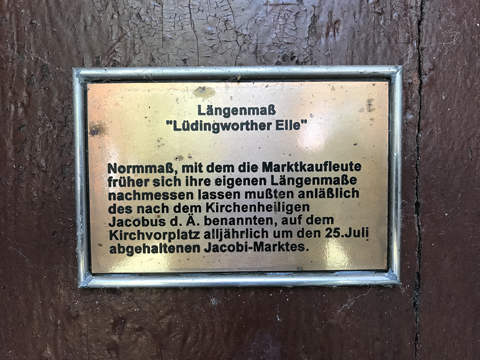 Längenmaß
"Lüdingworther Elle"
Normmaß, mit dem die Marktkaufleute
früher sich ihre eigenen Längenmaße
nachmessen lassen mußten anläßlich
des nach dem Kirchenheiligen
Jacobus d. Ä. benannten, auf dem
Kirchvorplatz alljährlich um den 25.Juli
abgehaltenen Jacobi-Marktes.